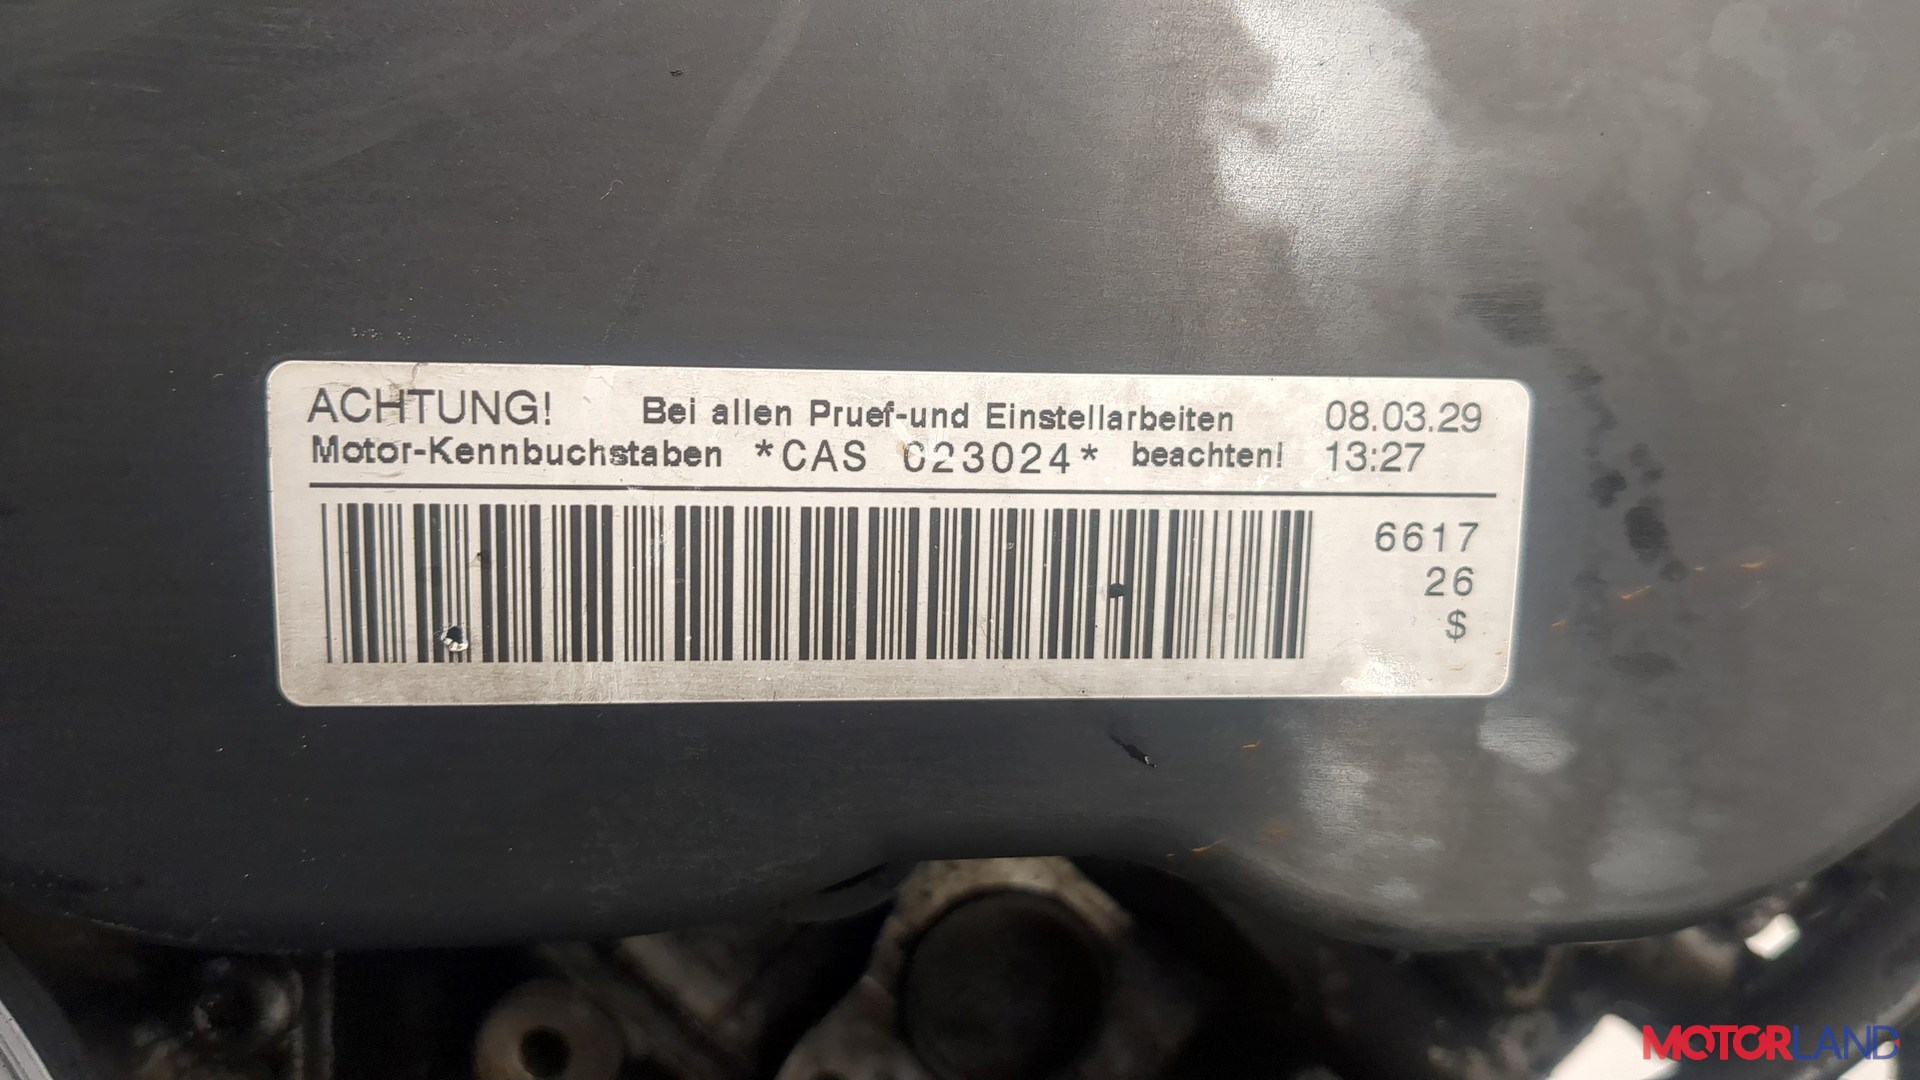 ACHTUNG! Bei allen Pruef-und Einstellarbeiten 08.03.29
Motor-Kennbuchstaben *CAS 023024* beachten! 13:27
6617
26
$
MOTORLAND